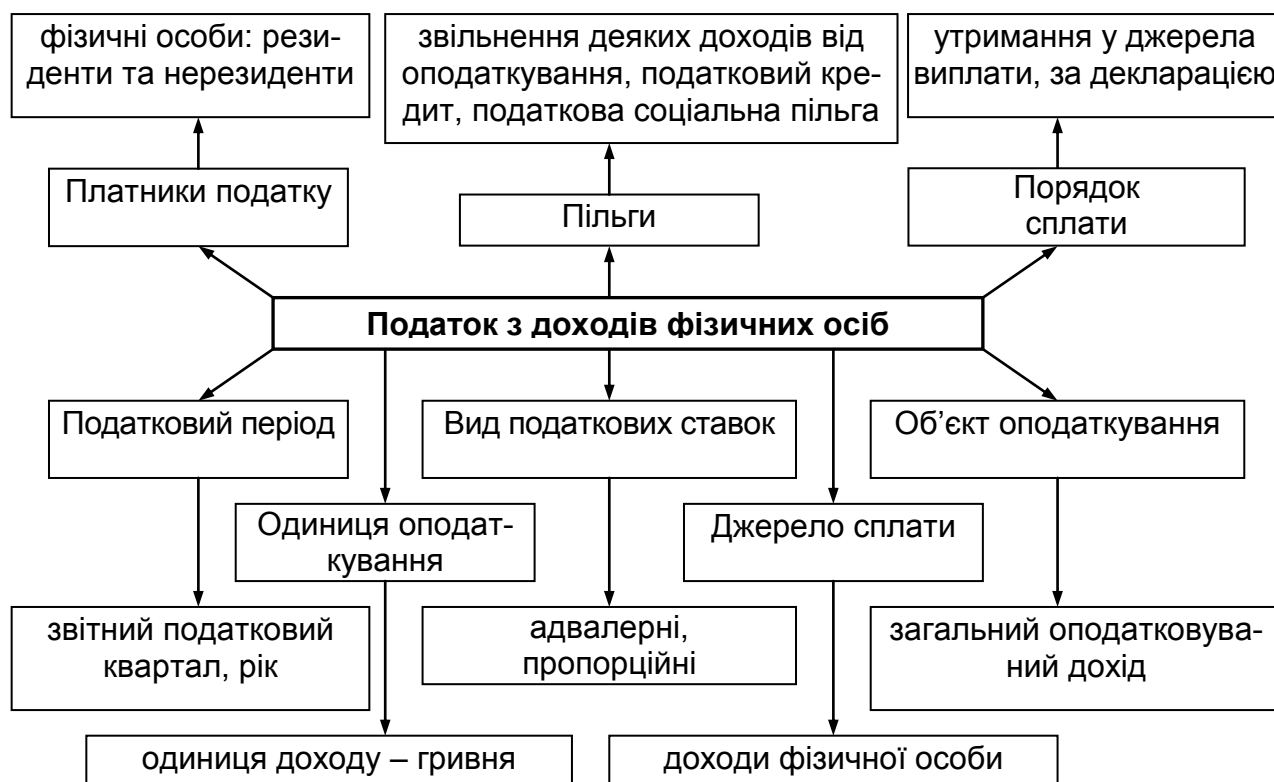 фізичні особи: рези-
денти та нерезиденти
звільнення деяких доходів від
оподаткування, податковий кре-
дит, податкова соціальна пільга
утримання у джерела
виплати, за декларацією
Платники податку
Пільги
Порядок
сплати
Податок з доходів фізичних осіб
Податковий період
Вид податкових ставок
Об’єкт оподаткування
Одиниця оподат-
кування
Джерело сплати
звітний податковий
квартал, рік
адвалерні,
пропорційні
загальний оподатковува-
ний дохід
одиниця доходу – гривня
доходи фізичної особи